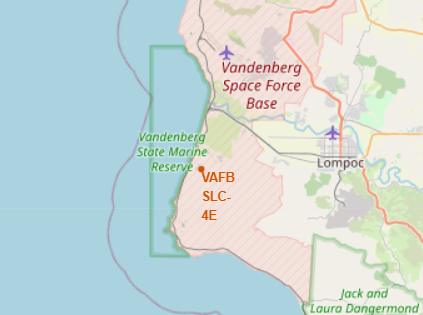 Vandenberg
Space Force
Base
Vandenberg
State Marine
Reserve
Lompoc
VAFB
SLC-
4E
Jack and
Laura Dangermond